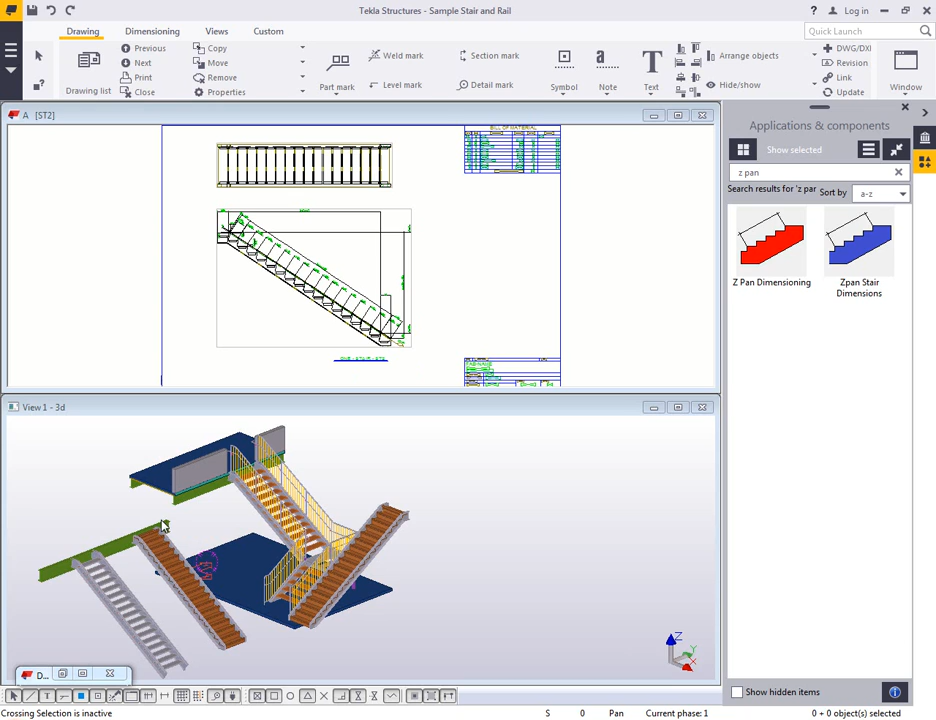 Tekla Structures - Sample Stair and Rail
? Log in
Drawing Dimensioning Views Custom
Quick Launch
Previous
Next
Print
Close
Drawing list
Copy
Move
Remove
Properties
Part mark
Weld mark
Level mark
Section mark
Detail mark
Symbol
Note
Text
Arrange objects
Hide/show
DWG/DXI
Revision
Link
Update
Window
A [ST2]
BILL OF MATERIAL
Applications & components
Show selected
z pan
Search results for 'z par Sort by a-z
Z Pan Dimensioning
Zpan Stair Dimensions
View 1 - 3d
Z
Y
X
D...
Show hidden items
Crossing Selection is inactive S 0 Pan Current phase: 1 0 + 0 object(s) selected